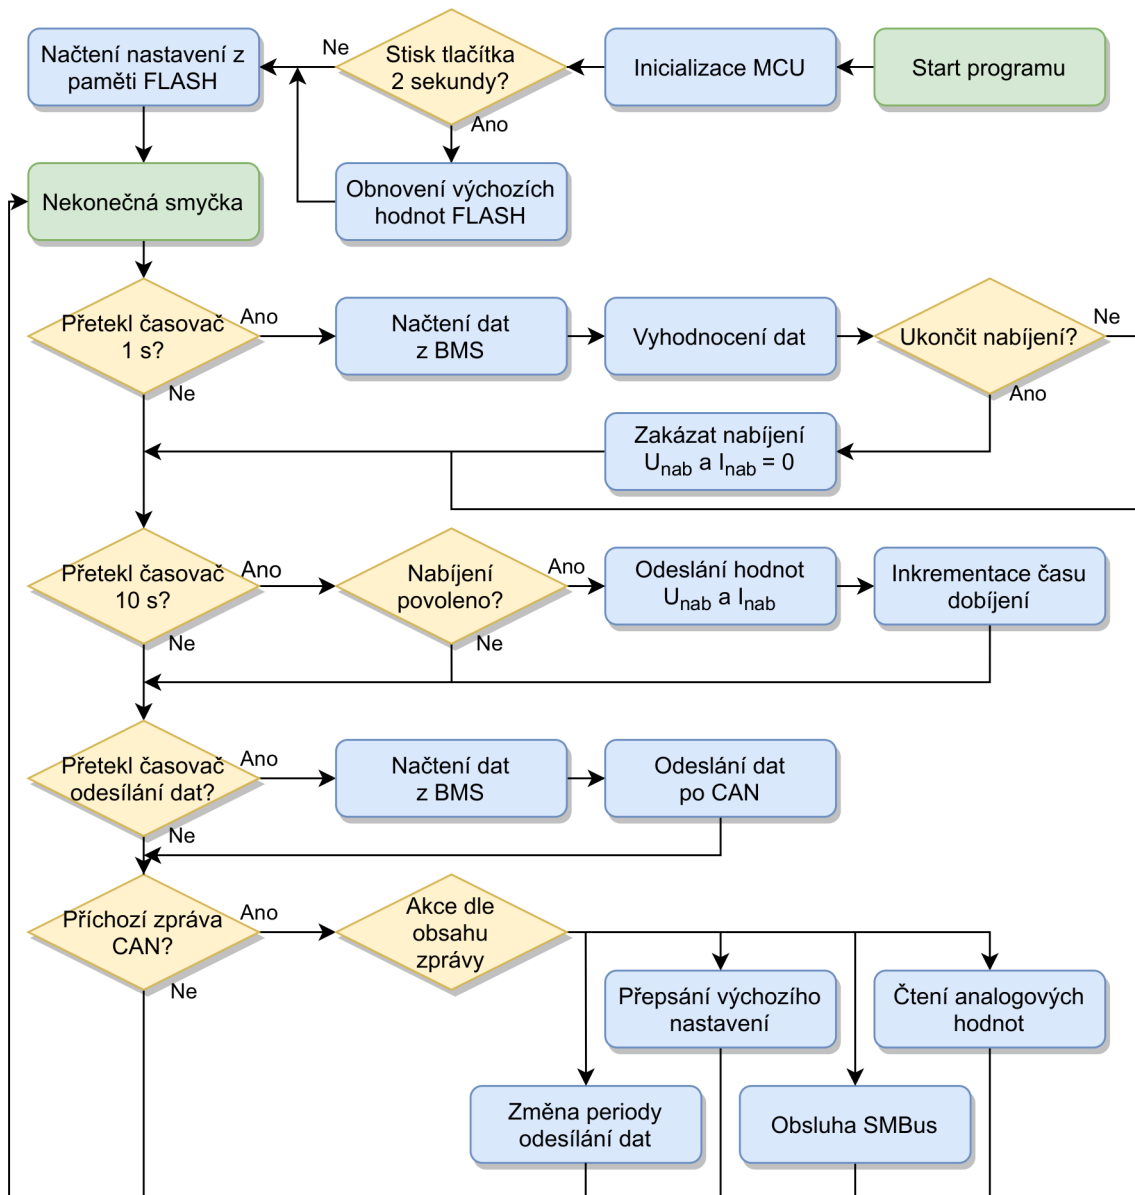 Načtení nastavení z
paměti FLASH
Ne
Stisk tlačítka
2 sekundy?
Inicializace MCU
Start programu
Ano
Nekonečná smyčka
Obnovení výchozích
hodnot FLASH
Přetekl časovač
1 s?
Ano
Načtení dat
z BMS
Vyhodnocení dat
Ukončit nabíjení?
Ne
Ne
Ano
Zakázat nabíjení
Unab a Inab = 0
Přetekl časovač
10 s?
Ano
Nabíjení
povoleno?
Ano
Odeslání hodnot
Unab a Inab
Inkrementace času
dobíjení
Ne
Ne
Přetekl časovač
odesílání dat?
Ano
Načtení dat
z BMS
Odeslání dat
po CAN
Ne
Příchozí zpráva
CAN?
Ano
Akce dle
obsahu
zprávy
Ne
Přepsání výchozího
nastavení
Čtení analogových
hodnot
Změna periody
odesílání dat
Obsluha SMBus